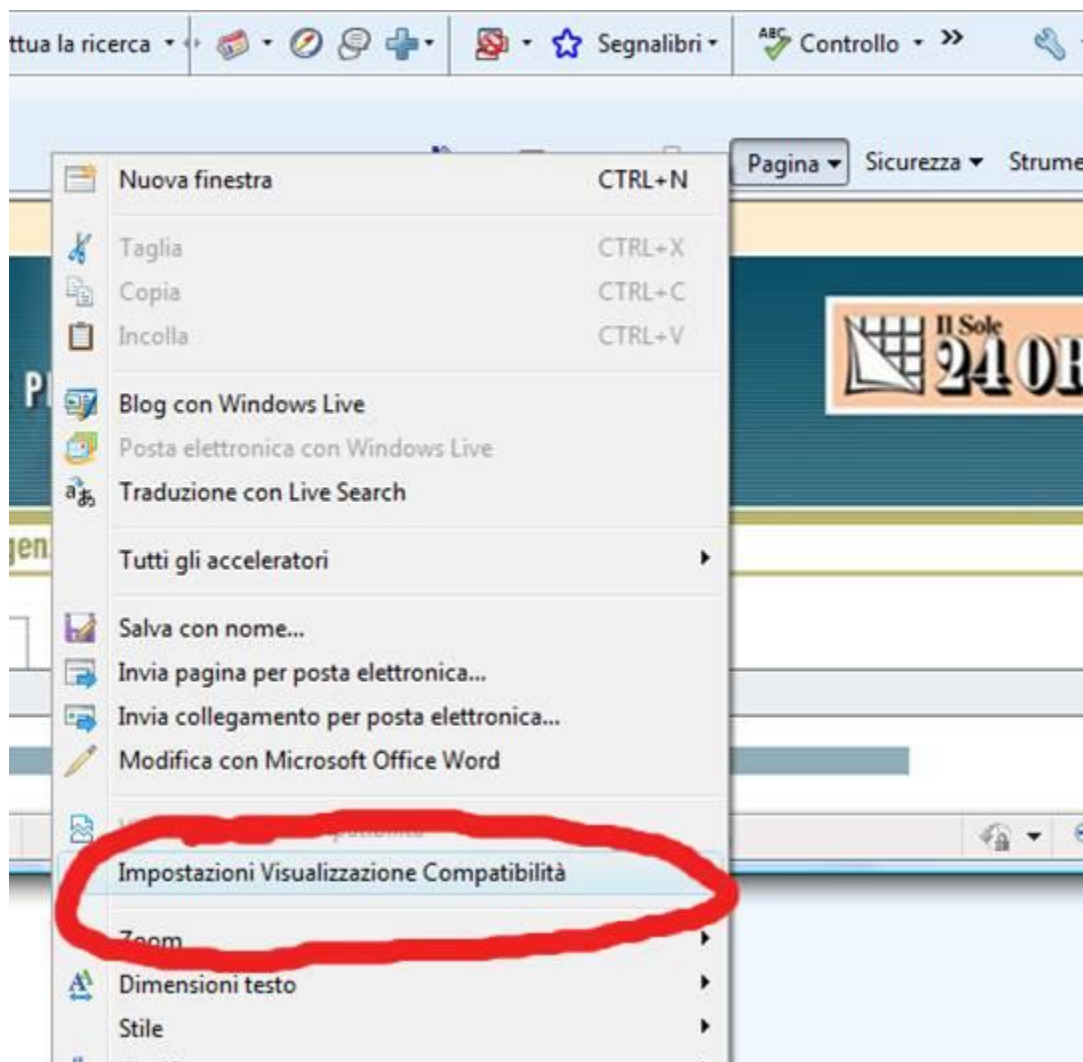 ttua la ricerca
Segnalibri
ABC Controllo »
Pagina Sicurezza Strume
Nuova finestra CTRL+N
Taglia CTRL+X
Copia CTRL+C
Incolla CTRL+V
Il Sole
24 OR
P
Blog con Windows Live
Posta elettronica con Windows Live
Traduzione con Live Search
gen
Tutti gli acceleratori
Salva con nome...
Invia pagina per posta elettronica...
Invia collegamento per posta elettronica...
Modifica con Microsoft Office Word
Impostazioni Visualizzazione Compatibilità
Zoom
Dimensioni testo
Stile